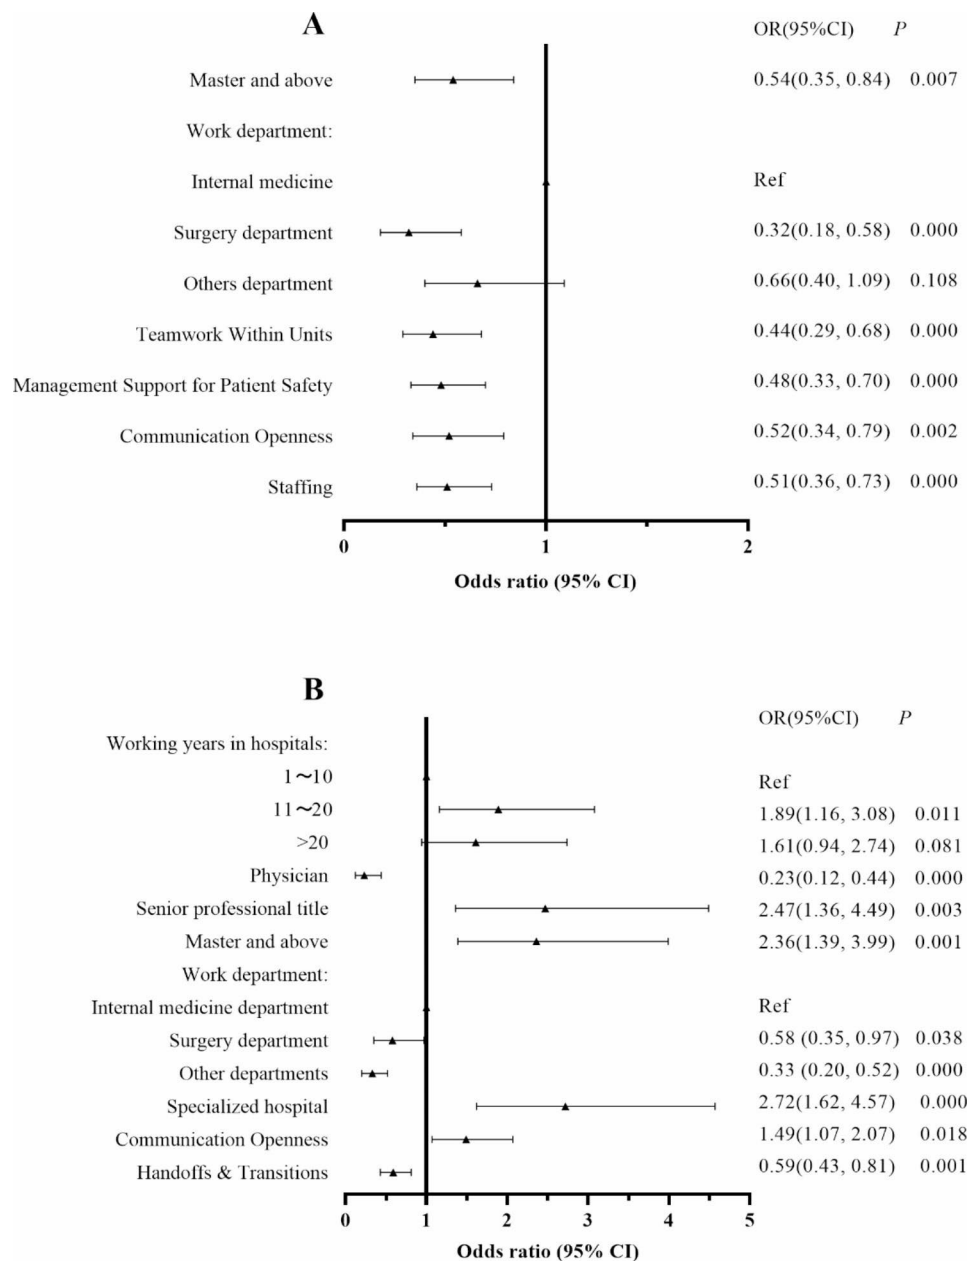 A
OR(95%CI) P
Master and above 0.54(0.35, 0.84) 0.007
Work department:
Internal medicine Ref
Surgery department 0.32(0.18, 0.58) 0.000
Others department 0.66(0.40, 1.09) 0.108
Teamwork Within Units 0.44(0.29, 0.68) 0.000
Management Support for Patient Safety 0.48(0.33, 0.70) 0.000
Communication Openness 0.52(0.34, 0.79) 0.002
Staffing 0.51(0.36, 0.73) 0.000
0 1 2
Odds ratio (95% CI)
B
OR(95%CI) P
Working years in hospitals:
1～10 Ref
11～20 1.89(1.16, 3.08) 0.011
>20 1.61(0.94, 2.74) 0.081
Physician 0.23(0.12, 0.44) 0.000
Senior professional title 2.47(1.36, 4.49) 0.003
Master and above 2.36(1.39, 3.99) 0.001
Work department:
Internal medicine department Ref
Surgery department 0.58 (0.35, 0.97) 0.038
Other departments 0.33 (0.20, 0.52) 0.000
Specialized hospital 2.72(1.62, 4.57) 0.000
Communication Openness 1.49(1.07, 2.07) 0.018
Handoffs & Transitions 0.59(0.43, 0.81) 0.001
0 1 2 3 4 5
Odds ratio (95% CI)